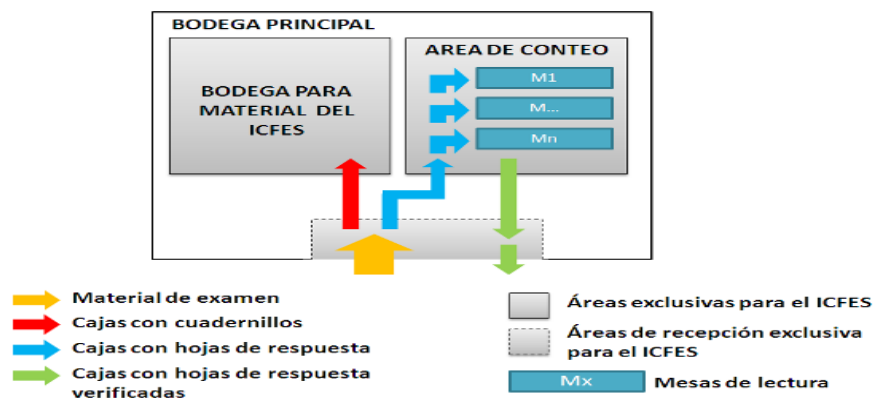 BODEGA PRINCIPAL
BODEGA PARA
MATERIAL DEL
ICFES
AREA DE CONTEO
M1
M...
Mn
Material de examen
Cajas con cuadernillos
Cajas con hojas de respuesta
Cajas con hojas de respuesta
verificadas
Áreas exclusivas para el ICFES
Áreas de recepción exclusiva
para el ICFES
Mx
Mesas de lectura